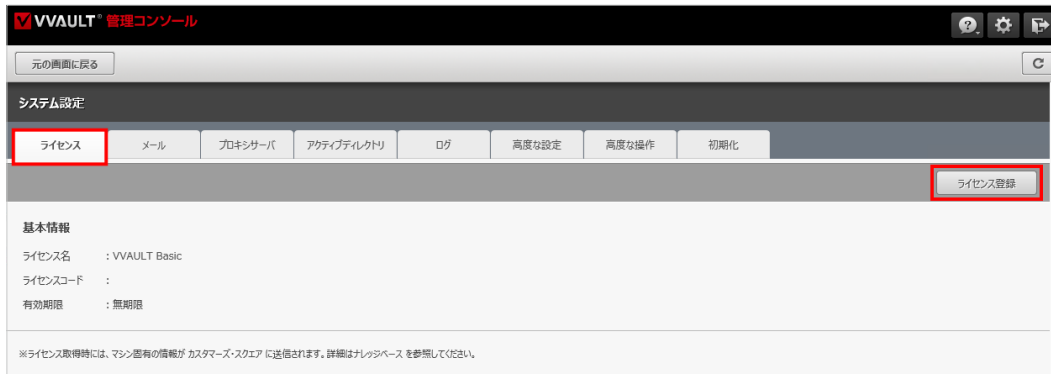 VVAULT® 管理コンソール
元の画面に戻る
システム設定
ライセンス メール プロキシサーバ アクティブディレクトリ ログ 高度な設定 高度な操作 初期化
ライセンス登録
基本情報
ライセンス名 : VVAULT Basic
ライセンスコード :
有効期限 : 無期限
※ライセンス取得時には、マシン固有の情報が カスタマーズ・スクエア に送信されます。詳細はナレッジベース を参照してください。